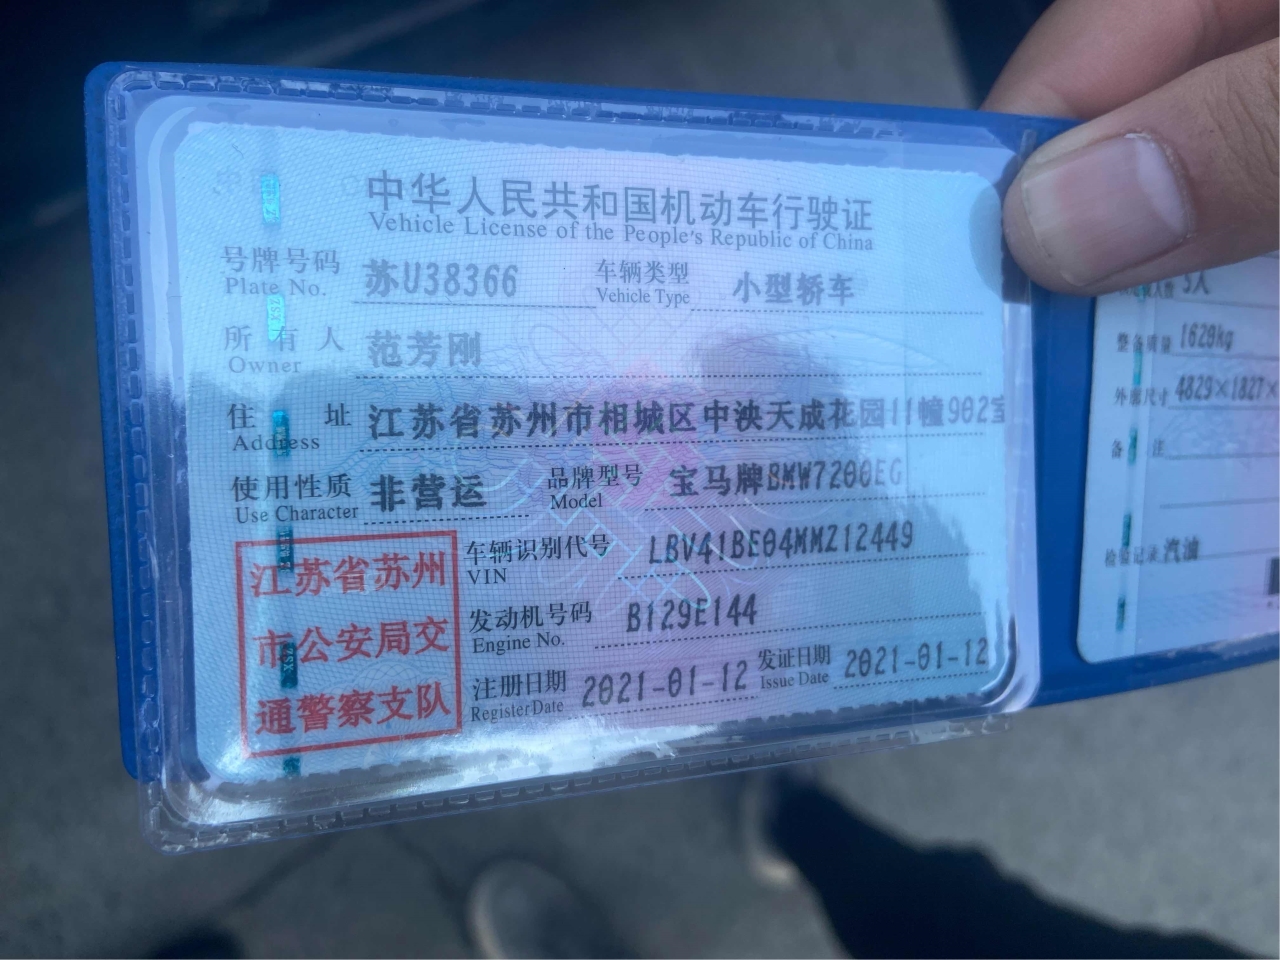 中华人民共和国机动车行驶证
Vehicle License of the People's Republic of China
号牌号码 苏U38366 车辆类型 小型轿车
Plate No. Vehicle Type
所有人 范芳刚
Owner
住址 江苏省苏州市相城区中泱天成花园11幢902室
Address
使用性质 非营运 品牌型号 宝马牌BMW7200EG
Use Character Model
江苏省苏州
市公安局交
通警察支队
车辆识别代号 LBV41BE04MMZ12449
VIN
发动机号码 B129E144
Engine No.
注册日期 2021-01-12 发证日期 2021-01-12
Register Date Issue Date
5人
整备质量 1629kg
外廓尺寸 4829×1827×
备注
检验记录 汽油